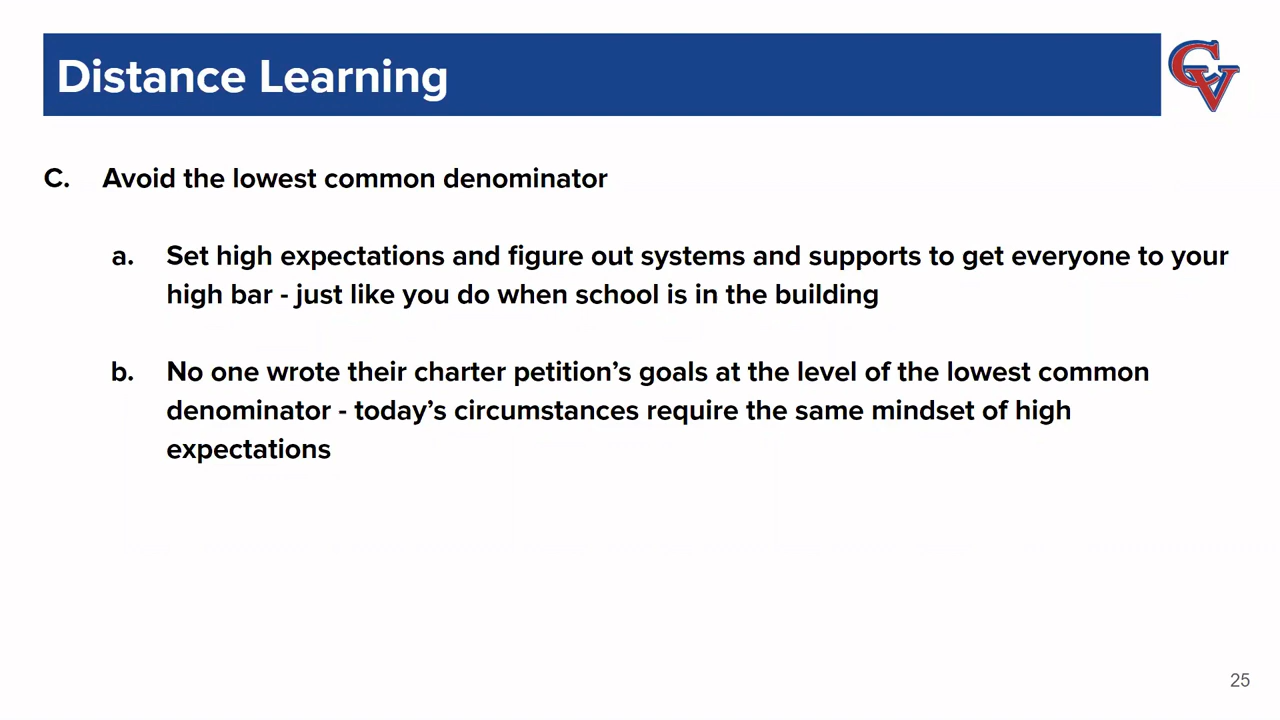 Distance Learning
CV
C. Avoid the lowest common denominator
a. Set high expectations and figure out systems and supports to get everyone to your
high bar - just like you do when school is in the building
b. No one wrote their charter petition’s goals at the level of the lowest common
denominator - today’s circumstances require the same mindset of high
expectations
25